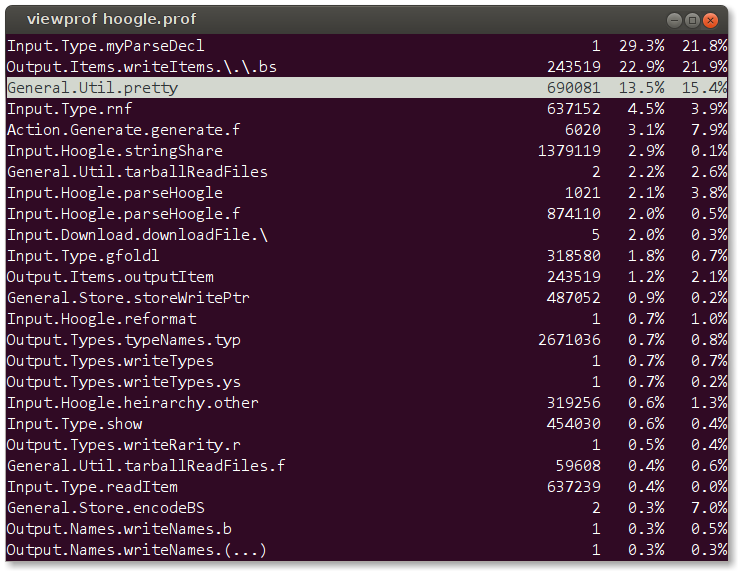 viewprof hoogle.prof
Input.Type.myParseDecl 1 29.3% 21.8%
Output.Items.writeItems.\.\.bs 243519 22.9% 21.9%
General.Util.pretty 690081 13.5% 15.4%
Input.Type.rnf 637152 4.5% 3.9%
Action.Generate.generate.f 6020 3.1% 7.9%
Input.Hoogle.stringShare 1379119 2.9% 0.1%
General.Util.tarballReadFiles 2 2.2% 2.6%
Input.Hoogle.parseHoogle 1021 2.1% 3.8%
Input.Hoogle.parseHoogle.f 874110 2.0% 0.5%
Input.Download.downloadFile.\ 5 2.0% 0.3%
Input.Type.gfoldl 318580 1.8% 0.7%
Output.Items.outputItem 243519 1.2% 2.1%
General.Store.storeWritePtr 487052 0.9% 0.2%
Input.Hoogle.reformat 1 0.7% 1.0%
Output.Types.typeNames.typ 2671036 0.7% 0.8%
Output.Types.writeTypes 1 0.7% 0.7%
Output.Types.writeTypes.ys 1 0.7% 0.2%
Input.Hoogle.heirarchy.other 319256 0.6% 1.3%
Input.Type.show 454030 0.6% 0.4%
Output.Types.writeRarity.r 1 0.5% 0.4%
General.Util.tarballReadFiles.f 59608 0.4% 0.6%
Input.Type.readItem 637239 0.4% 0.0%
General.Store.encodeBS 2 0.3% 7.0%
Output.Names.writeNames.b 1 0.3% 0.5%
Output.Names.writeNames.(...) 1 0.3% 0.3%